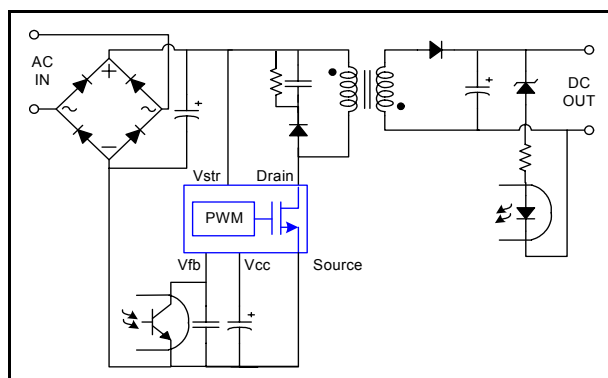 AC
IN
+
~ ~
−
+
+
+
DC
OUT
Vstr Drain
PWM
Vfb Vcc Source